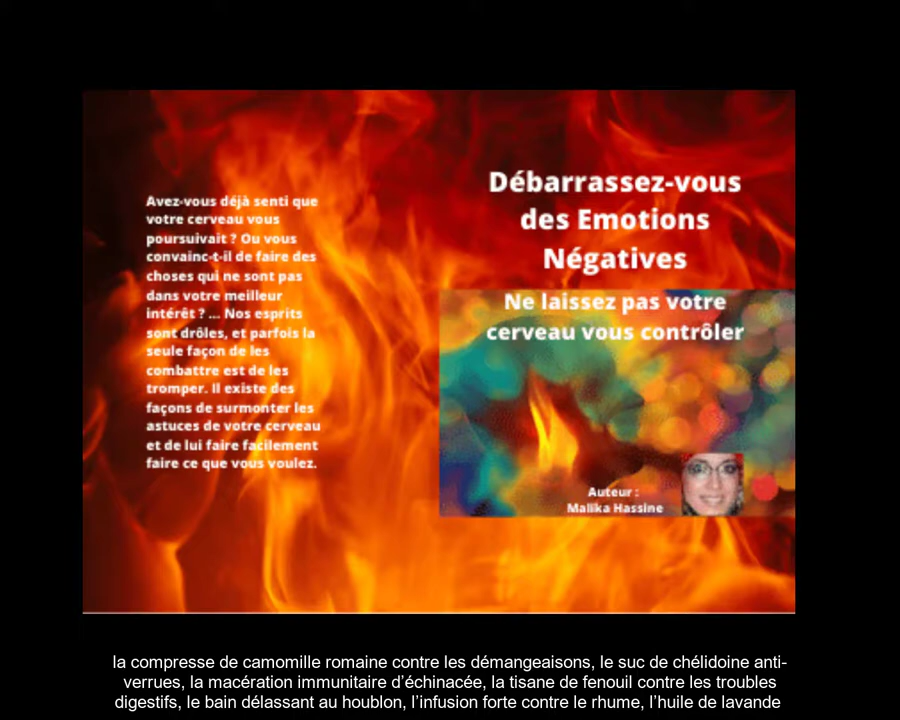 Avez-vous déjà senti que
votre cerveau vous
poursuivait ? Ou vous
convainc-t-il de faire des
choses qui ne sont pas
dans votre meilleur
intérêt ? ... Nos esprits
sont drôles, et parfois la
seule façon de les
combattre est de les
tromper. Il existe des
façons de surmonter les
astuces de votre cerveau
et de lui faire facilement
faire ce que vous voulez.
Débarrassez-vous
des Emotions
Négatives
Ne laissez pas votre
cerveau vous contrôler
Auteur :
Malika Hassine
la compresse de camomille romaine contre les démangeaisons, le suc de chélidoine anti-
verrues, la macération immunitaire d’échinacée, la tisane de fenouil contre les troubles
digestifs, le bain délassant au houblon, l’infusion forte contre le rhume, l’huile de lavande